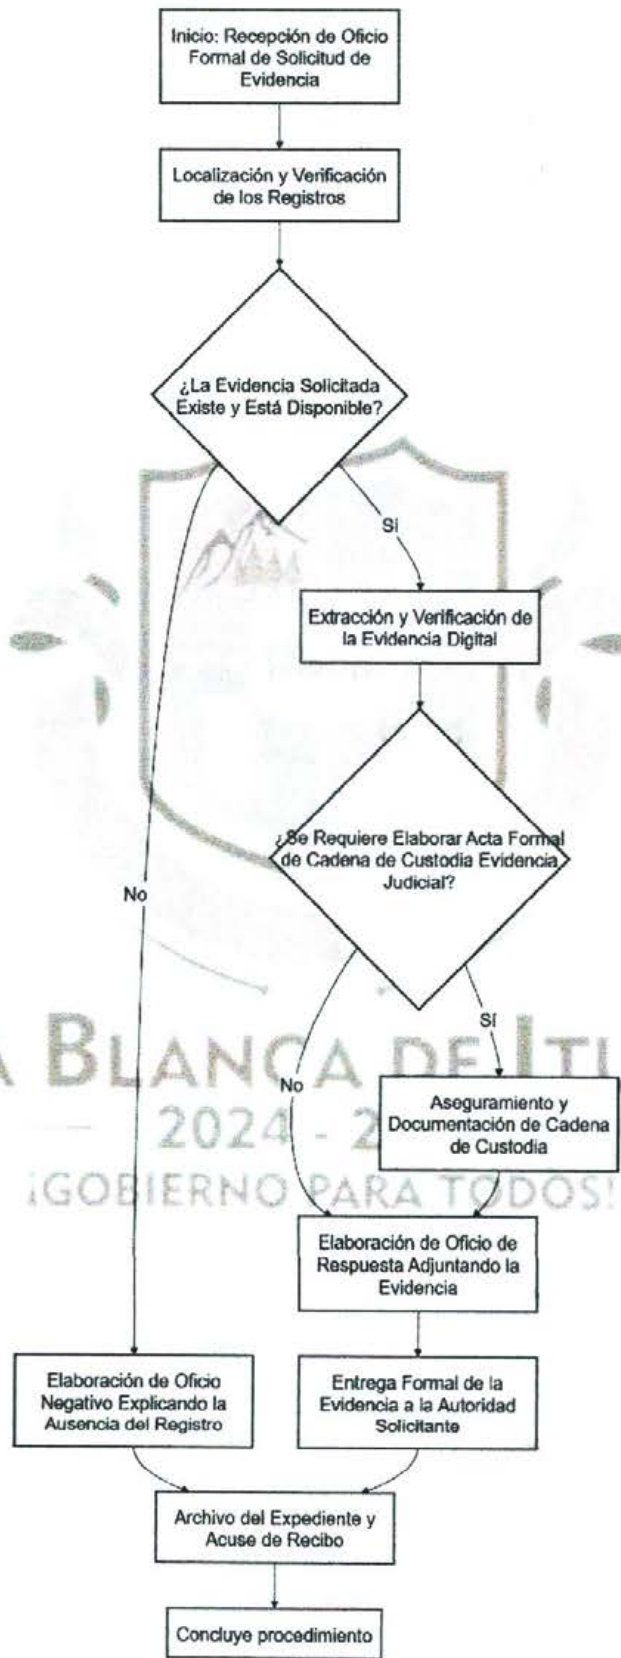 Inicio: Recepción de Oficio
Formal de Solicitud de
Evidencia
Localización y Verificación
de los Registros
¿La Evidencia Solicitada
Existe y Está Disponible?
Sí
Extracción y Verificación de
la Evidencia Digital
¿Se Requiere Elaborar Acta Formal
de Cadena de Custodia Evidencia
Judicial?
No
Sí
A BLANCA DE ITU
No
Aseguramiento y
Documentación de Cadena
de Custodia
2024 - 2
¡GOBIERNO PARA TODOS!
Elaboración de Oficio de
Respuesta Adjuntando la
Evidencia
Elaboración de Oficio
Negativo Explicando la
Ausencia del Registro
Entrega Formal de la
Evidencia a la Autoridad
Solicitante
Archivo del Expediente y
Acuse de Recibo
Concluye procedimiento